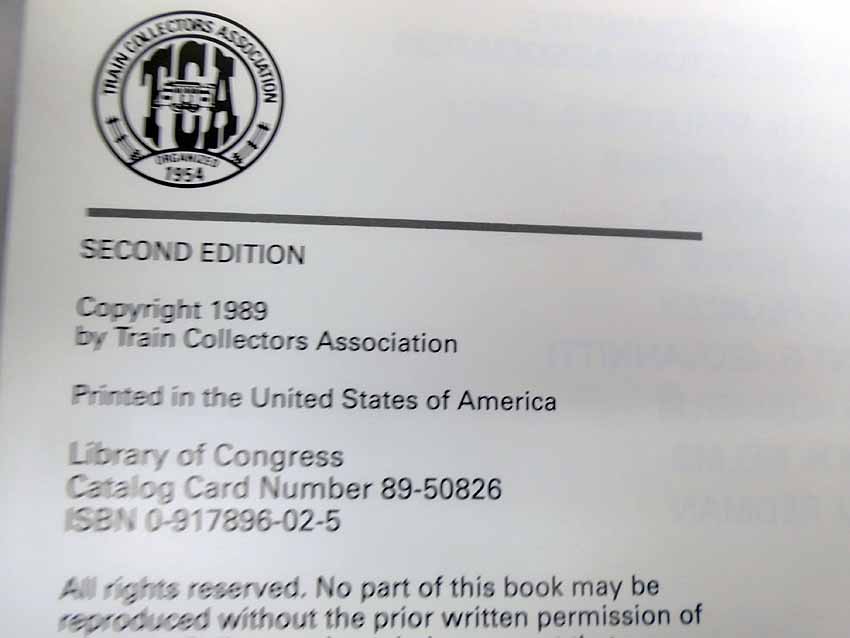 TRAIN COLLECTORS ASSOCIATION
TCA
ORGANIZED
1954
SECOND EDITION
Copyright 1989
by Train Collectors Association
Printed in the United States of America
Library of Congress
Catalog Card Number 89-50826
ISBN 0-917896-02-5
All rights reserved. No part of this book may be
reproduced without the prior written permission of